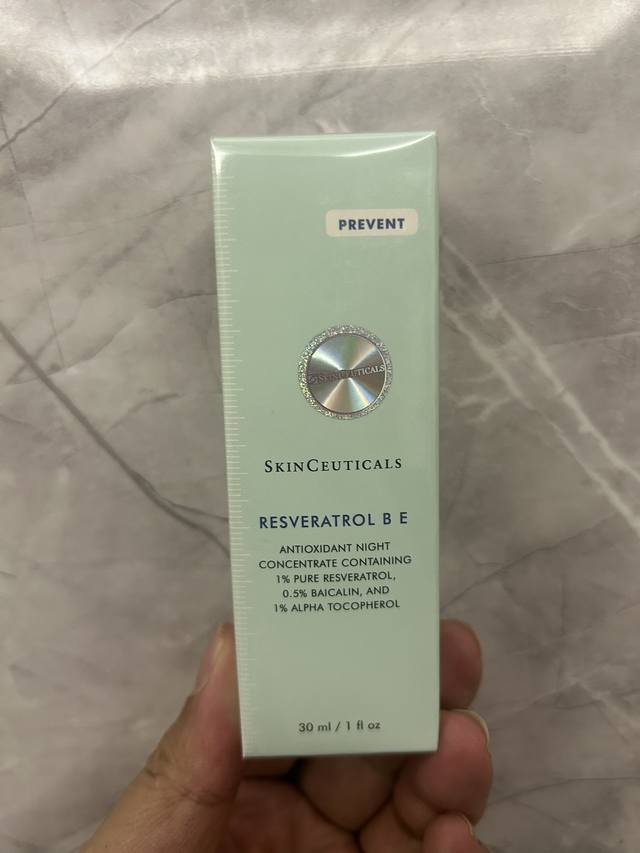 PREVENT
SKINCEUTICALS
SKINCEUTICALS
RESVERATROL B E
ANTIOXIDANT NIGHT
CONCENTRATE CONTAINING
1% PURE RESVERATROL,
0.5% BAICALIN, AND
1% ALPHA TOCOPHEROL
30 ml / 1 fl oz